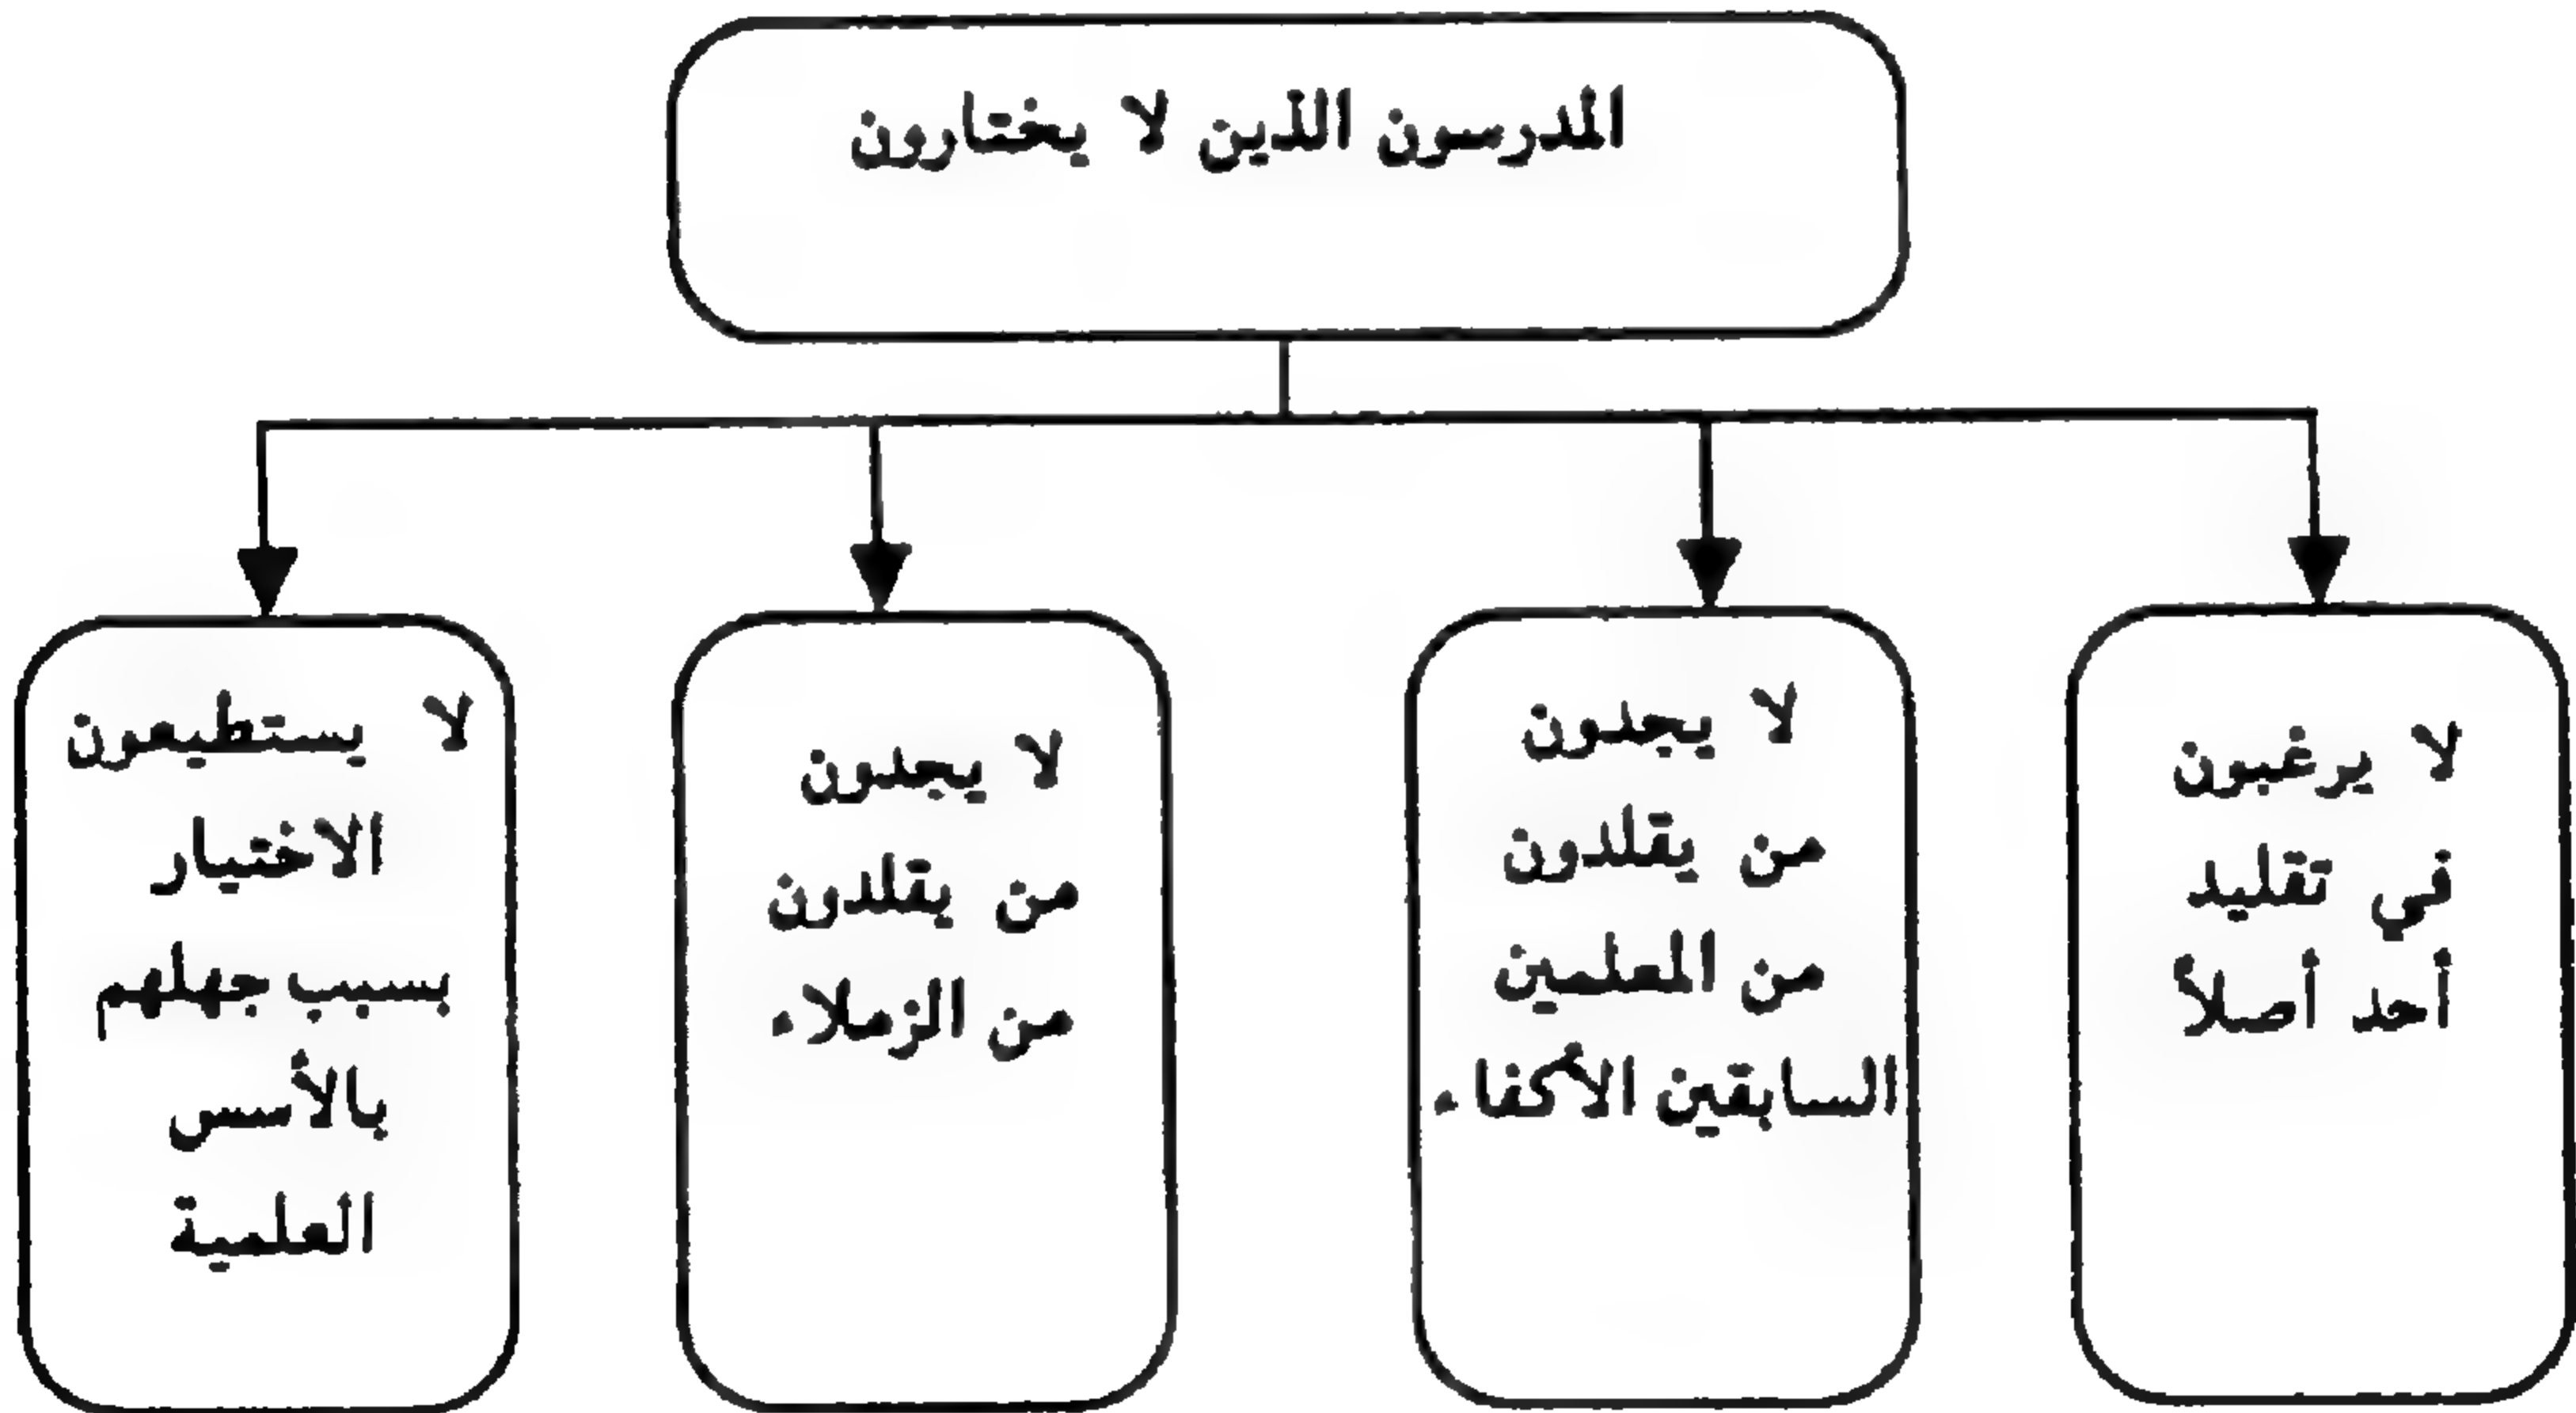 المدرسون الذين لا يختارون
لا يرغبون
في تقليد
أحد أصلاً
لا يجدون
من يقلدون
من المعلمين
السابقين الأكفاء
لا يجدون
من يقلدون
من الزملاء
لا يستطيعون
الاختيار
بسبب جهلهم
بالأسس
العلمية